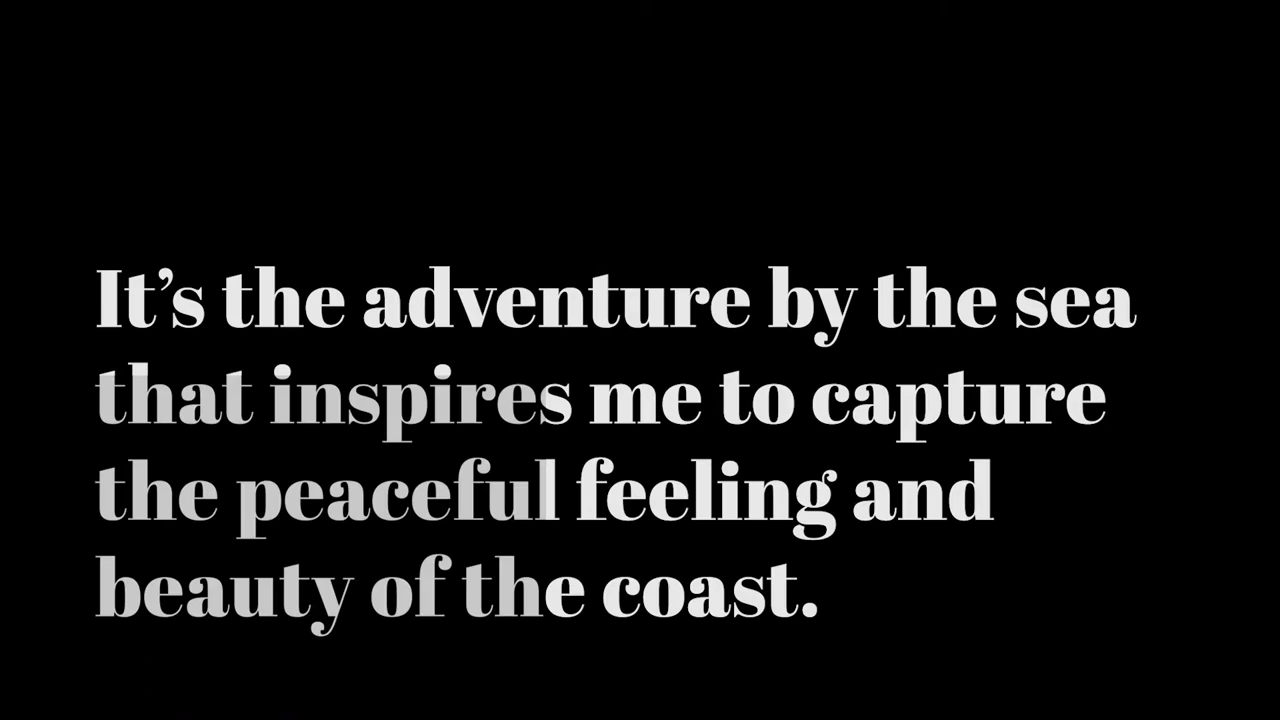 It’s the adventure by the sea
that inspires me to capture
the peaceful feeling and
beauty of the coast.